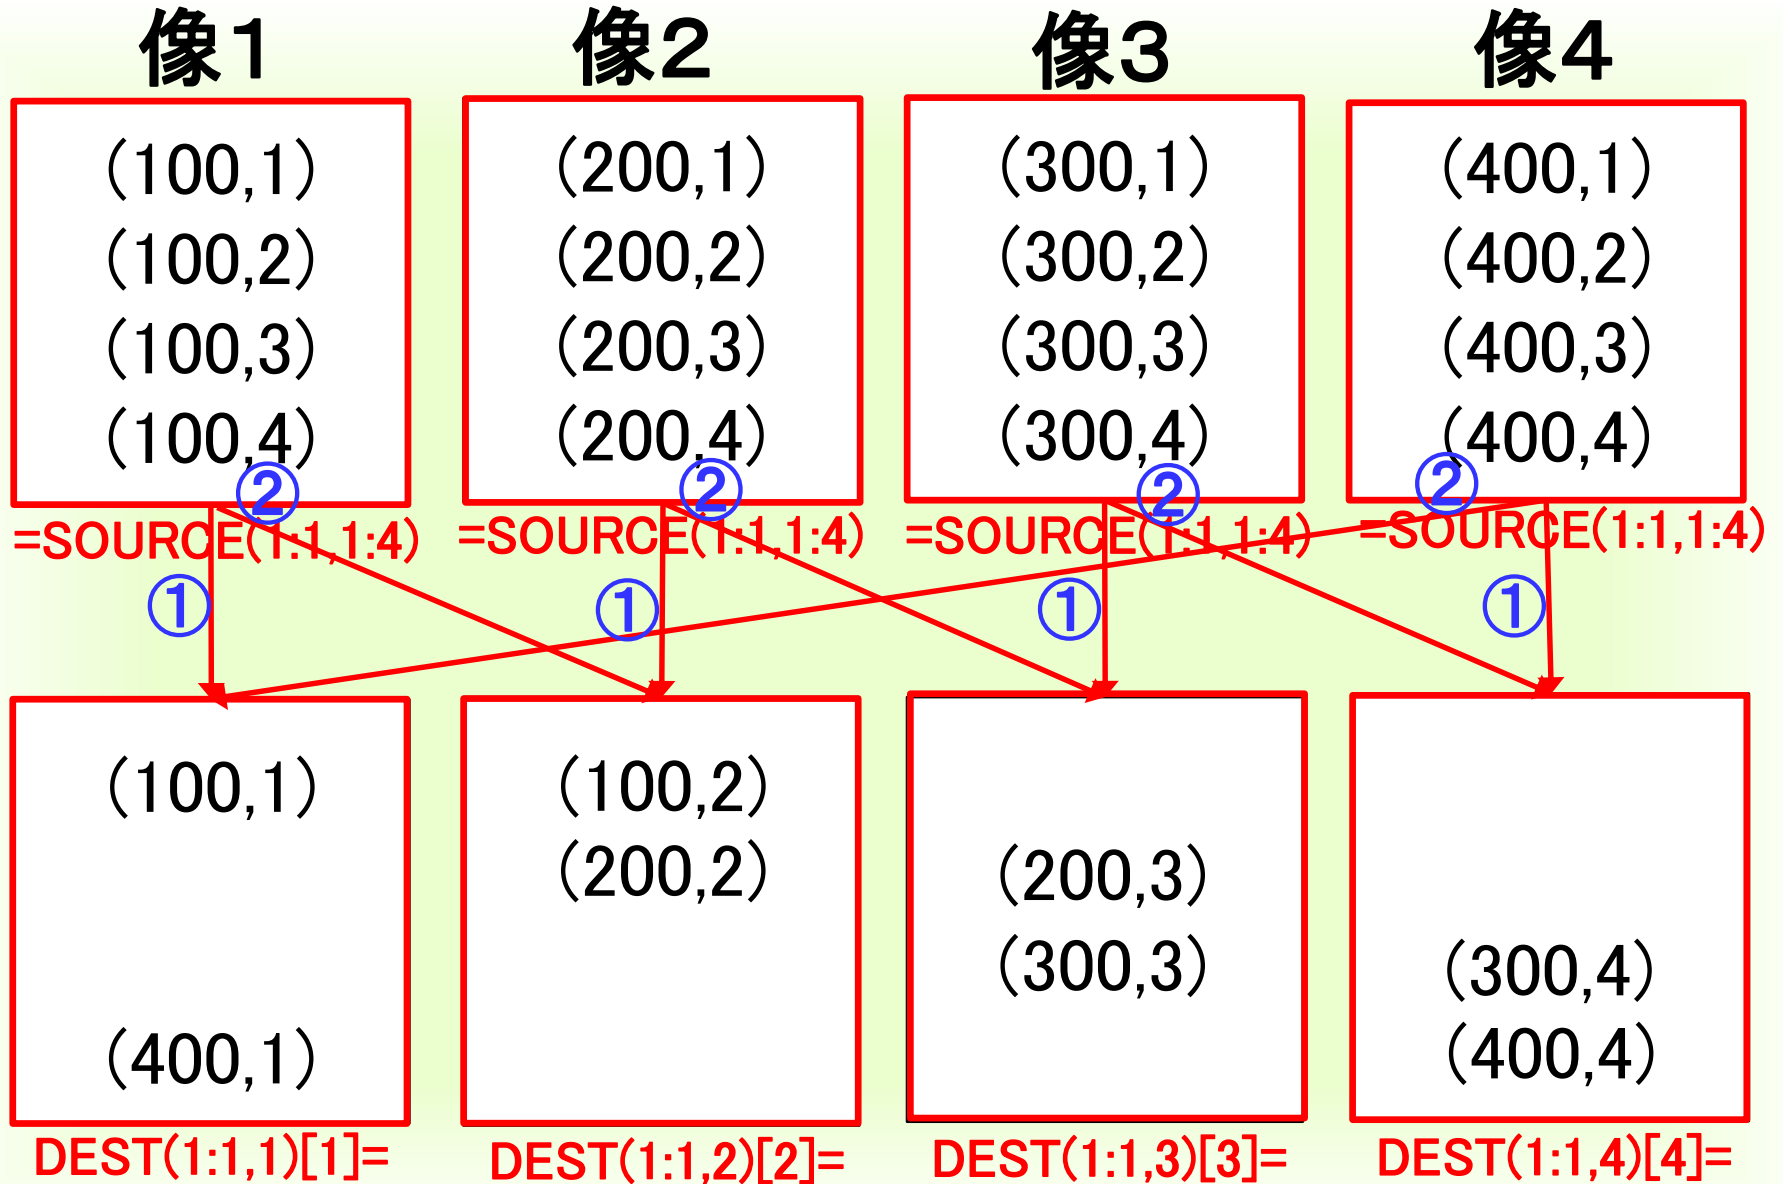 像１
像２
像３
像４
(100,1)
(100,2)
(100,3)
(100,4)
②
=SOURCE(1:1,1:4)
(200,1)
(200,2)
(200,3)
(200,4)
②
=SOURCE(1:1,1:4)
(300,1)
(300,2)
(300,3)
(300,4)
②
=SOURCE(1:1,1:4)
(400,1)
(400,2)
(400,3)
(400,4)
②
=SOURCE(1:1,1:4)
①
①
①
①
(100,1)
(400,1)
DEST(1:1,1)[1]=
(100,2)
(200,2)
DEST(1:1,2)[2]=
(200,3)
(300,3)
DEST(1:1,3)[3]=
(300,4)
(400,4)
DEST(1:1,4)[4]=